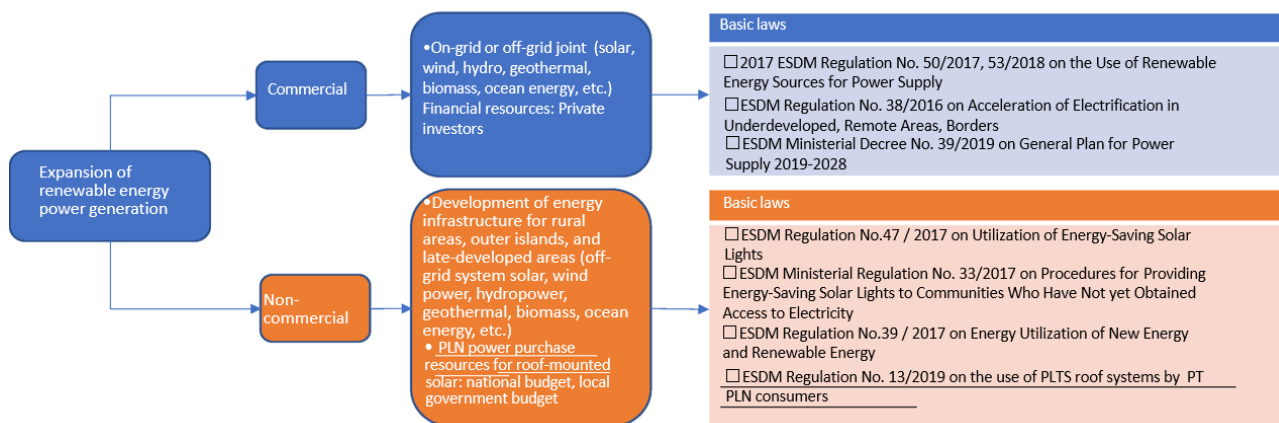 Expansion of
renewable energy
power generation
Commercial
•On-grid or off-grid joint (solar,
wind, hydro, geothermal,
biomass, ocean energy, etc.)
Financial resources: Private
investors
Basic laws
☐2017 ESDM Regulation No. 50/2017, 53/2018 on the Use of Renewable
Energy Sources for Power Supply
☐ESDM Regulation No. 38/2016 on Acceleration of Electrification in
Underdeveloped, Remote Areas, Borders
☐ESDM Ministerial Decree No. 39/2019 on General Plan for Power
Supply 2019-2028
Non-
commercial
•Development of energy
infrastructure for rural
areas, outer islands, and
late-developed areas (off-
grid system solar, wind
power, hydropower,
geothermal, biomass, ocean
energy, etc.)
• PLN power purchase
resources for roof-mounted
solar: national budget, local
government budget
Basic laws
☐ESDM Regulation No.47 / 2017 on Utilization of Energy-Saving Solar
Lights
☐ESDM Ministerial Regulation No. 33/2017 on Procedures for Providing
Energy-Saving Solar Lights to Communities Who Have Not yet Obtained
Access to Electricity
☐ESDM Regulation No.39 / 2017 on Energy Utilization of New Energy
and Renewable Energy
☐ESDM Regulation No. 13/2019 on the use of PLTS roof systems by PT
PLN consumers